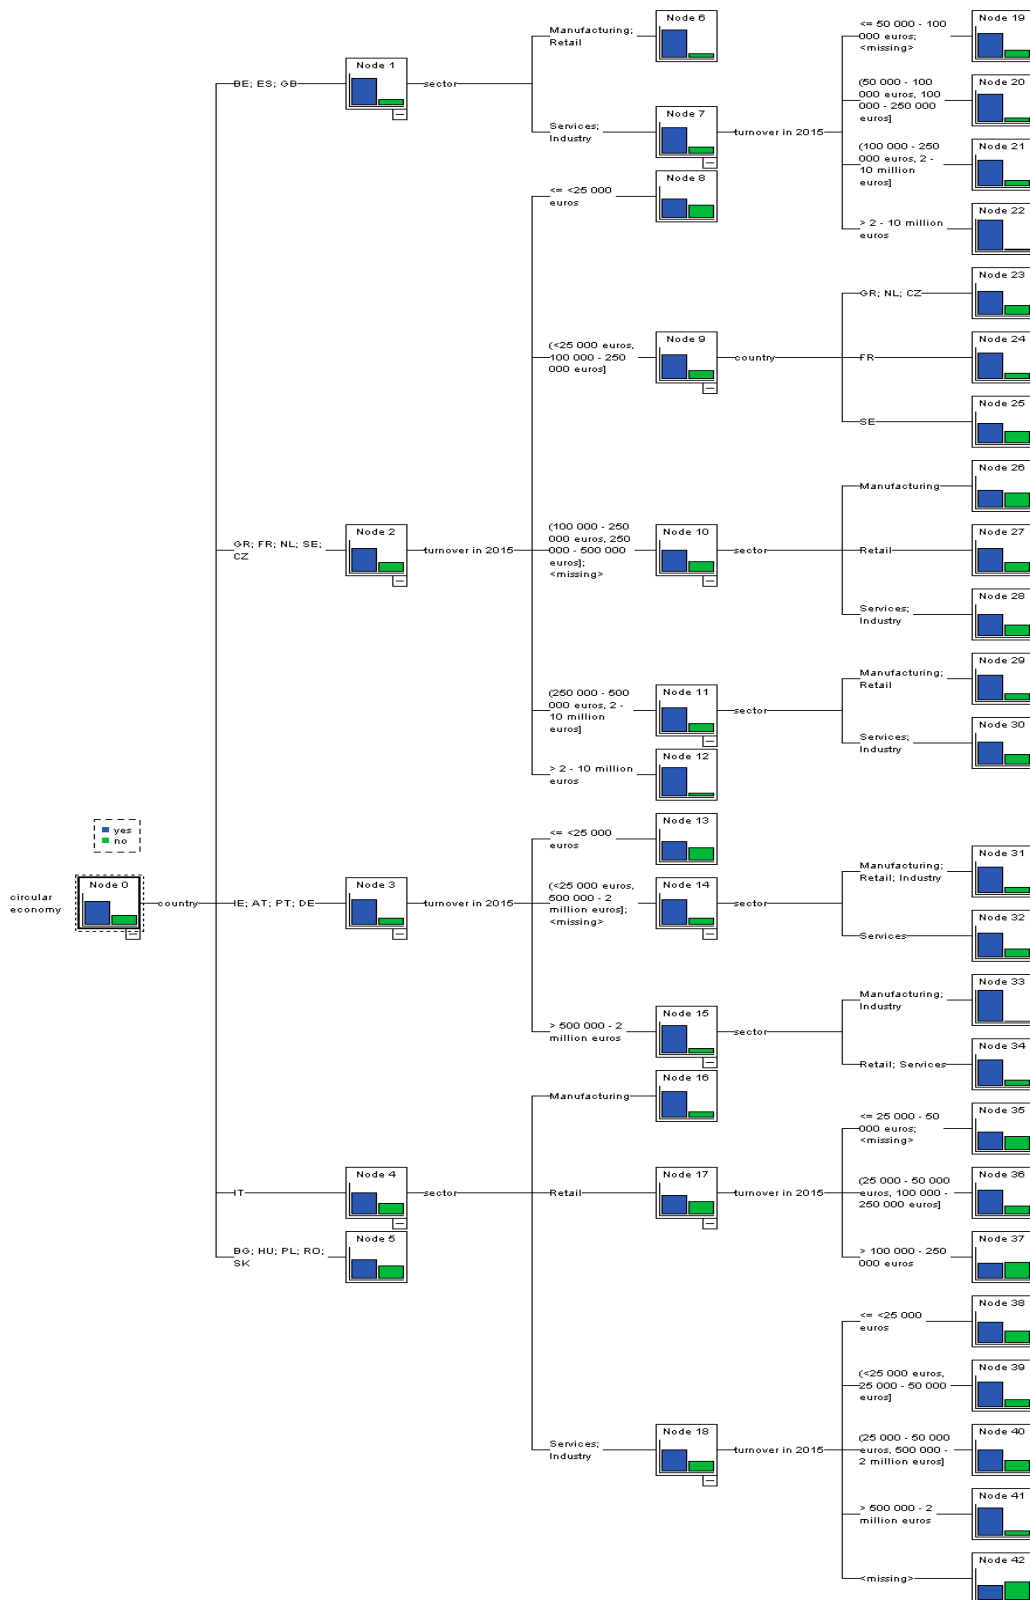 yes
no
circular
economy
Node 0
country
BE; ES; GB
Node 1
sector
Manufacturing;
Retail
Node 6
Services;
Industry
Node 7
turnover in 2015
<= 50 000 - 100
000 euros;
<missing>
Node 19
(50 000 - 100
000 euros, 100
000 - 250 000
euros]
Node 20
(100 000 - 250
000 euros, 2 -
10 million
euros]
Node 21
> 2 - 10 million
euros
Node 22
GR; FR; NL; SE;
CZ
Node 2
turnover in 2015
<= <25 000
euros
Node 8
(<25 000 euros,
100 000 - 250
000 euros]
Node 9
country
GR; NL; CZ
Node 23
FR
Node 24
SE
Node 25
(100 000 - 250
000 euros, 250
000 - 500 000
euros];
<missing>
Node 10
sector
Manufacturing
Node 26
Retail
Node 27
Services;
Industry
Node 28
(250 000 - 500
000 euros, 2 -
10 million
euros]
Node 11
sector
Manufacturing;
Retail
Node 29
Services;
Industry
Node 30
> 2 - 10 million
euros
Node 12
IE; AT; PT; DE
Node 3
turnover in 2015
<= <25 000
euros
Node 13
(<25 000 euros,
500 000 - 2
million euros];
<missing>
Node 14
sector
Manufacturing;
Retail; Industry
Node 31
Services
Node 32
> 500 000 - 2
million euros
Node 15
sector
Manufacturing;
Industry
Node 33
Retail; Services
Node 34
IT
Node 4
sector
Manufacturing
Node 16
Retail
Node 17
turnover in 2015
<= 25 000 - 50
000 euros;
<missing>
Node 35
(25 000 - 50 000
euros, 100 000 -
250 000 euros]
Node 36
> 100 000 - 250
000 euros
Node 37
Services;
Industry
Node 18
turnover in 2015
<= <25 000
euros
Node 38
(<25 000 euros,
25 000 - 50 000
euros]
Node 39
(25 000 - 50 000
euros, 500 000 -
2 million euros]
Node 40
> 500 000 - 2
million euros
Node 41
<missing>
Node 42
BG; HU; PL; RO;
SK
Node 5